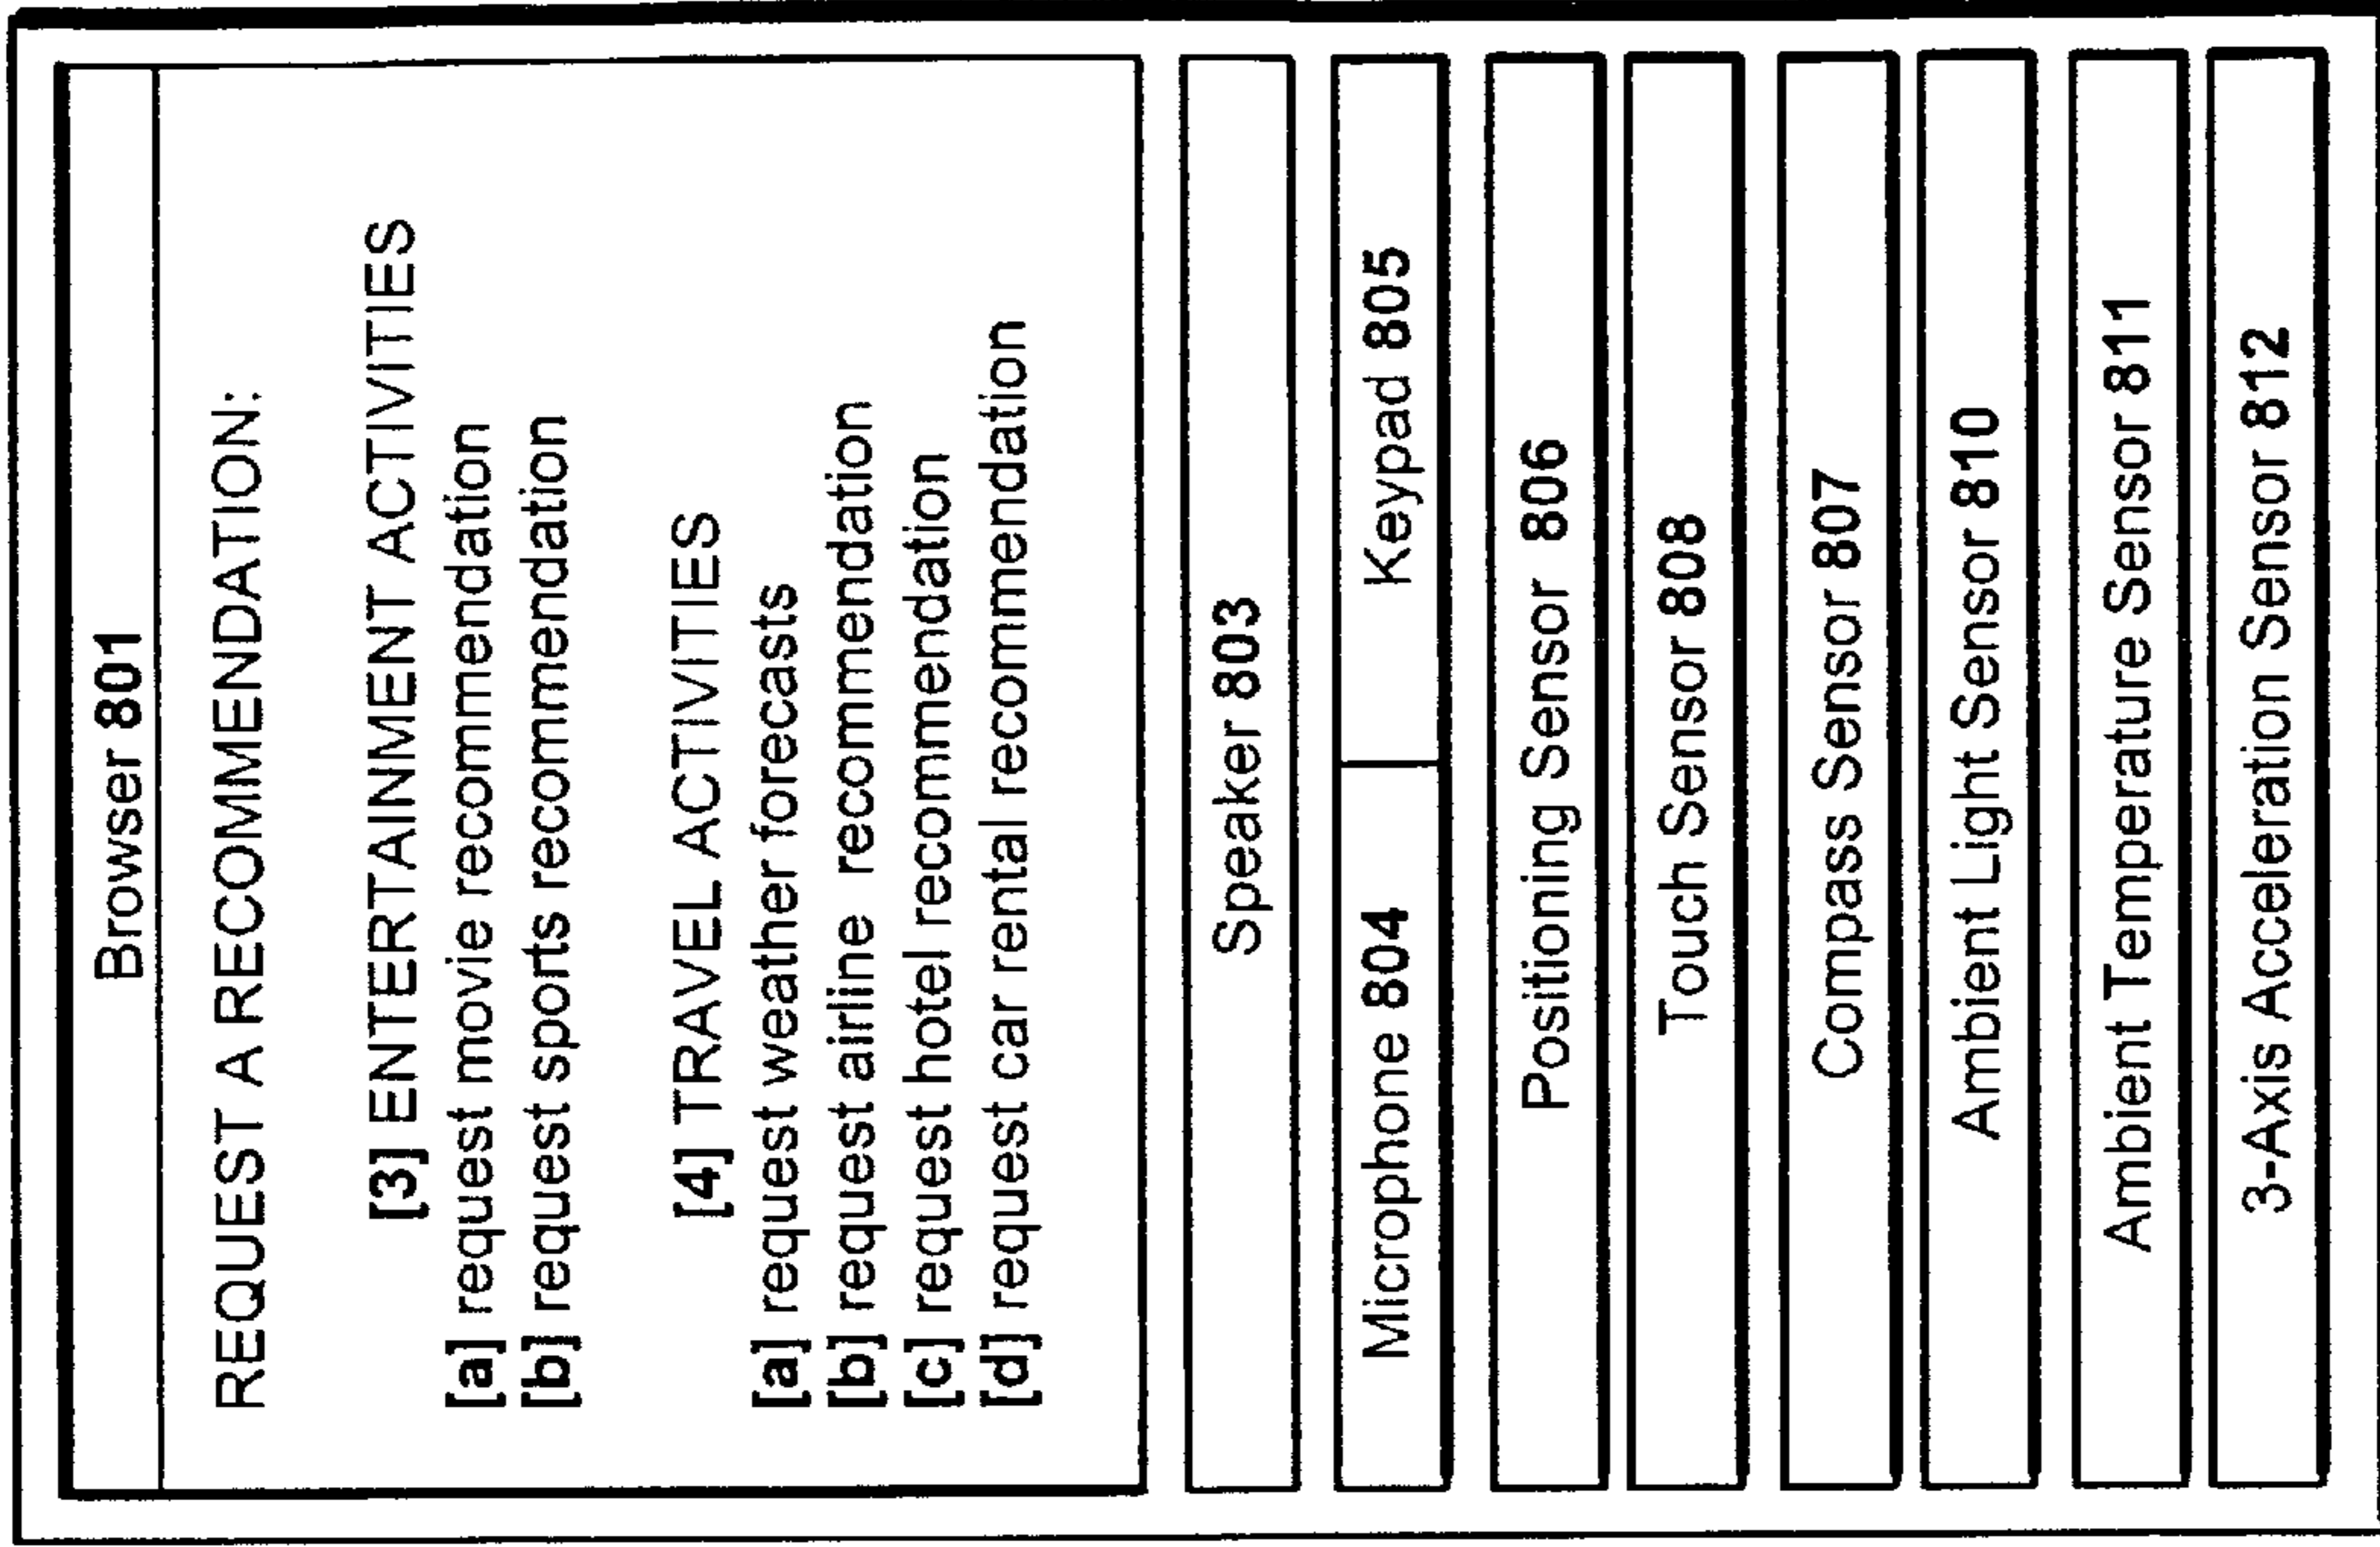 Browser 801
REQUEST A RECOMMENDATION:
[3] ENTERTAINMENT ACTIVITIES
[a] request movie recommendation
[b] request sports recommendation
[4] TRAVEL ACTIVITIES
[a] request weather forecasts
[b] request airline recommendation
[c] request hotel recommendation
[d] request car rental recommendation
Speaker 803
Microphone 804 Keypad 805
Positioning Sensor 806
Touch Sensor 808
Compass Sensor 807
Ambient Light Sensor 810
Ambient Temperature Sensor 811
3-Axis Acceleration Sensor 812